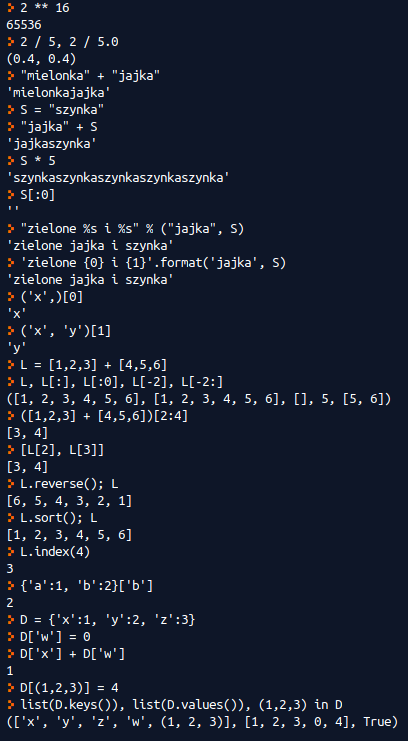 > 2 ** 16
65536
> 2 / 5, 2 / 5.0
(0.4, 0.4)
> "mielonka" + "jajka"
'mielonkajajka'
> S = "szynka"
> "jajka" + S
'jajkaszynka'
> S * 5
'szynkaszynkaszynkaszynkaszynka'
> S[:0]
''
> "zielone %s i %s" % ("jajka", S)
'zielone jajka i szynka'
> 'zielone {0} i {1}'.format('jajka', S)
'zielone jajka i szynka'
> ('x',)[0]
'x'
> ('x', 'y')[1]
'y'
> L = [1,2,3] + [4,5,6]
> L, L[:], L[:0], L[-2], L[-2:]
([1, 2, 3, 4, 5, 6], [1, 2, 3, 4, 5, 6], [], 5, [5, 6])
> ([1,2,3] + [4,5,6])[2:4]
[3, 4]
> [L[2], L[3]]
[3, 4]
> L.reverse(); L
[6, 5, 4, 3, 2, 1]
> L.sort(); L
[1, 2, 3, 4, 5, 6]
> L.index(4)
3
> {'a':1, 'b':2}['b']
2
> D = {'x':1, 'y':2, 'z':3}
> D['w'] = 0
> D['x'] + D['w']
1
> D[(1,2,3)] = 4
> list(D.keys()), list(D.values()), (1,2,3) in D
(['x', 'y', 'z', 'w', (1, 2, 3)], [1, 2, 3, 0, 4], True)